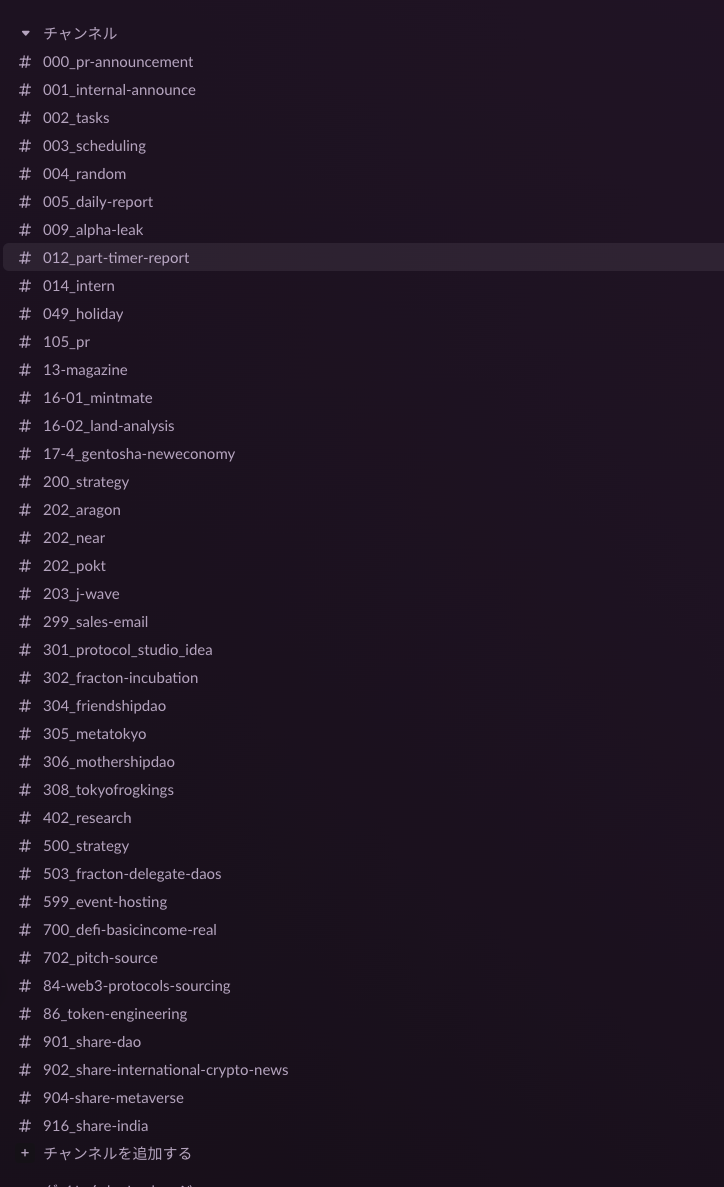 チャンネル
# 000_pr-announcement
# 001_internal-announce
# 002_tasks
# 003_scheduling
# 004_random
# 005_daily-report
# 009_alpha-leak
# 012_part-timer-report
# 014_intern
# 049_holiday
# 105_pr
# 13-magazine
# 16-01_mintmate
# 16-02_land-analysis
# 17-4_gentosha-neweconomy
# 200_strategy
# 202_aragon
# 202_near
# 202_pokt
# 203_j-wave
# 299_sales-email
# 301_protocol_studio_idea
# 302_fracton-incubation
# 304_friendshipdao
# 305_metatokyo
# 306_mothershipdao
# 308_tokyofrogkings
# 402_research
# 500_strategy
# 503_fracton-delegate-daos
# 599_event-hosting
# 700_defi-basicincome-real
# 702_pitch-source
# 84-web3-protocols-sourcing
# 86_token-engineering
# 901_share-dao
# 902_share-international-crypto-news
# 904-share-metaverse
# 916_share-india
+ チャンネルを追加する